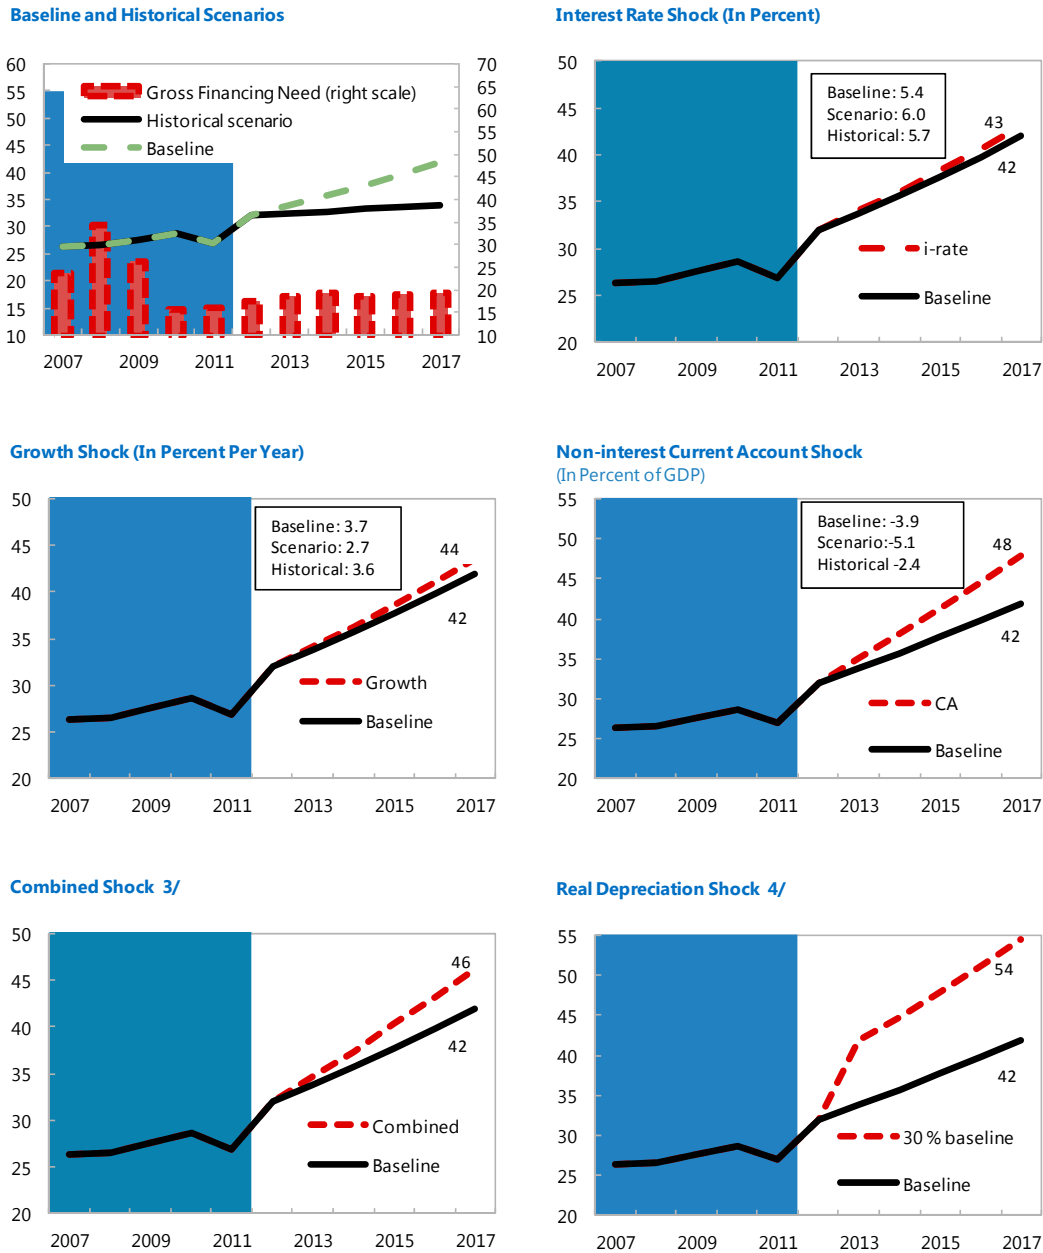 Baseline and Historical Scenarios
60
55
50
45
40
35
30
25
20
15
10
70
65
60
55
50
45
40
35
30
25
20
15
10
Gross Financing Need (right scale)
Historical scenario
Baseline
2007 2009 2011 2013 2015 2017
Interest Rate Shock (In Percent)
50
45
40
35
30
25
20
Baseline: 5.4
Scenario: 6.0
Historical: 5.7
43
42
i-rate
Baseline
2007 2009 2011 2013 2015 2017
Growth Shock (In Percent Per Year)
50
45
40
35
30
25
20
Baseline: 3.7
Scenario: 2.7
Historical: 3.6
44
42
Growth
Baseline
2007 2009 2011 2013 2015 2017
Non-interest Current Account Shock
(In Percent of GDP)
55
50
45
40
35
30
25
20
Baseline: -3.9
Scenario:-5.1
Historical -2.4
48
42
CA
Baseline
2007 2009 2011 2013 2015 2017
Combined Shock 3/
50
45
40
35
30
25
20
46
42
Combined
Baseline
2007 2009 2011 2013 2015 2017
Real Depreciation Shock 4/
55
50
45
40
35
30
25
20
54
42
30 % baseline
Baseline
2007 2009 2011 2013 2015 2017